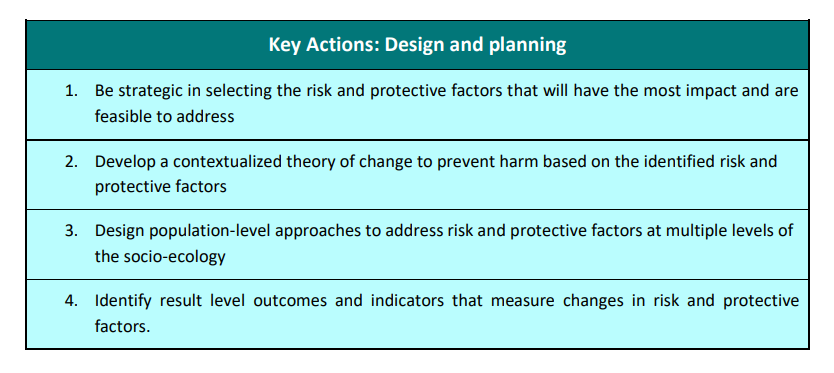 Key Actions: Design and planning
1. Be strategic in selecting the risk and protective factors that will have the most impact and are
feasible to address
2. Develop a contextualized theory of change to prevent harm based on the identified risk and
protective factors
3. Design population-level approaches to address risk and protective factors at multiple levels of
the socio-ecology
4. Identify result level outcomes and indicators that measure changes in risk and protective
factors.